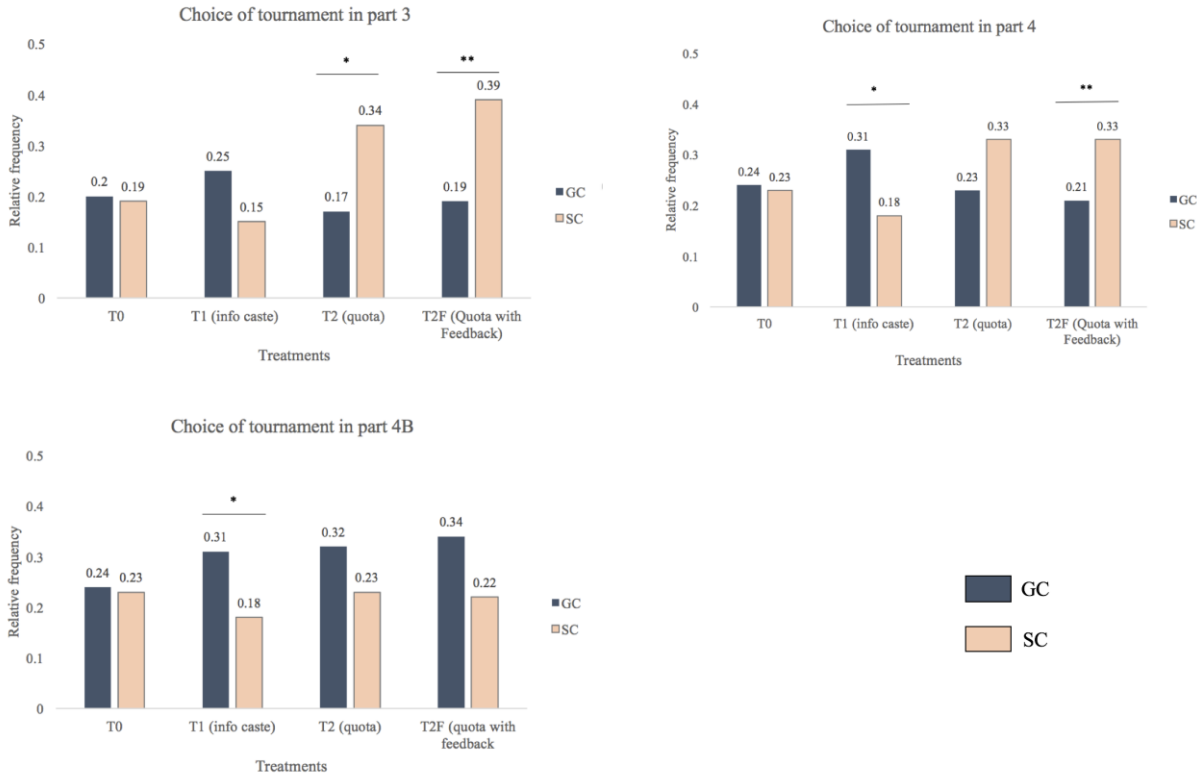 Choice of tournament in part 3
Relative frequency
0.5
0.4
0.3
0.2
0.1
0
0.2
0.19
0.25
0.15
*
0.17
0.34
**
0.19
0.39
T0
T1 (info caste)
T2 (quota)
T2F (Quota with
Feedback)
Treatments
GC
SC
Choice of tournament in part 4
Relative frequency
0.5
0.4
0.3
0.2
0.1
0
0.24
0.23
*
0.31
0.18
0.23
0.33
**
0.21
0.33
T0
T1 (info caste)
T2 (quota)
T2F (Quota with
Feedback)
Treatments
GC
SC
Choice of tournament in part 4B
Relative frequency
0.5
0.4
0.3
0.2
0.1
0
0.24
0.23
*
0.31
0.18
0.32
0.23
0.34
0.22
T0
T1 (info caste)
T2 (quota)
T2F (quota with
feedback
Treatments
GC
SC
GC
SC